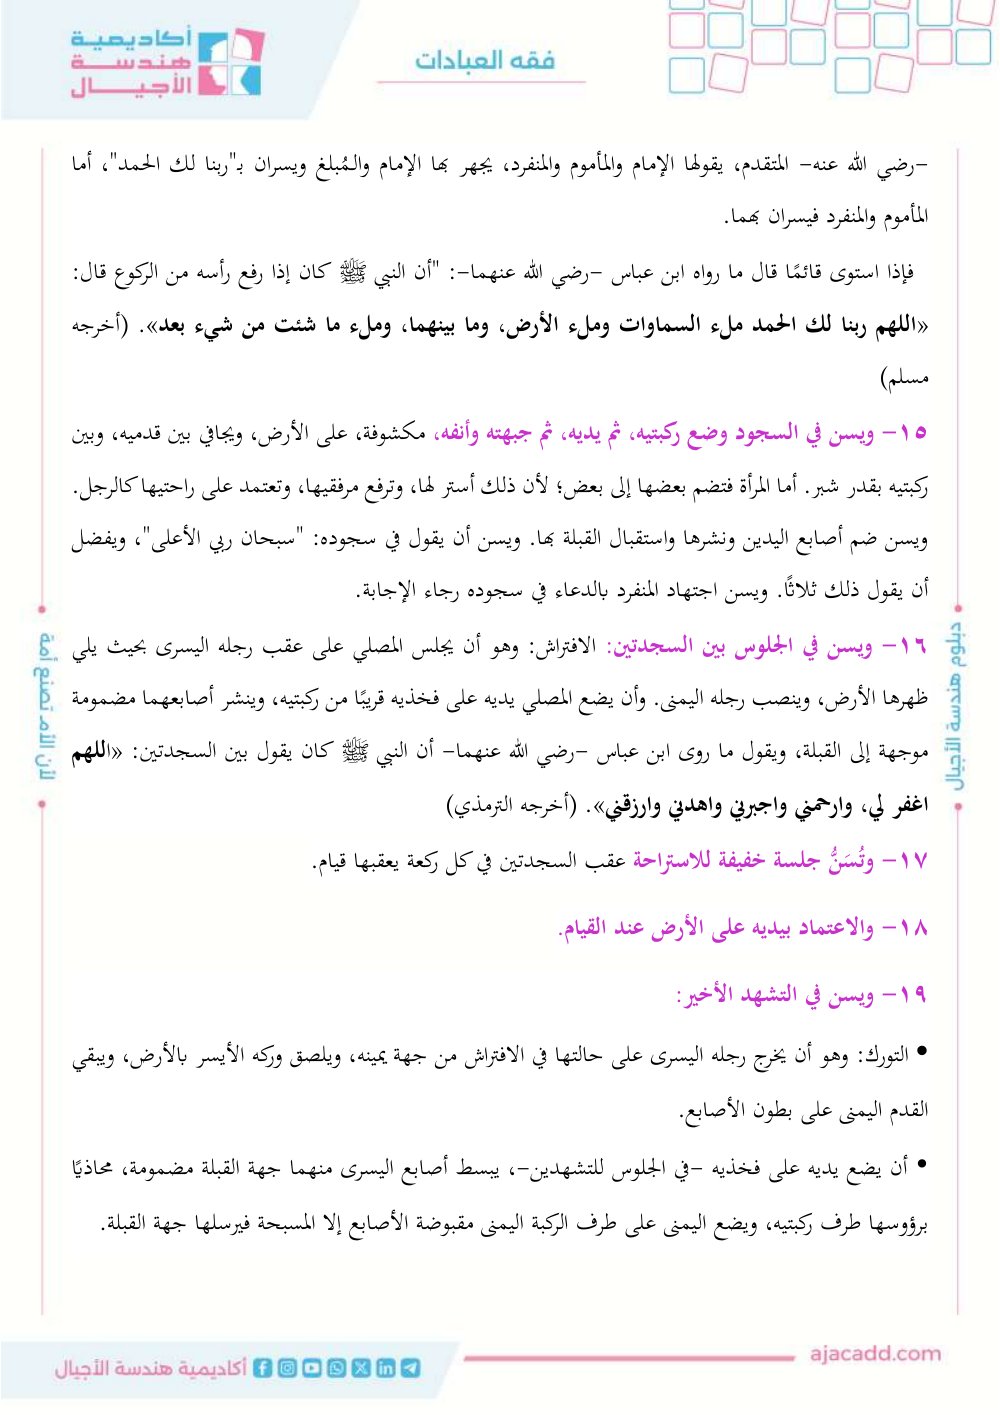 أكاديمية
هندسة
الأجيال
فقه العبادات
-رضي الله عنه- المتقدم، يقولها الإمام والمأموم والمنفرد، يجهر بها الإمام والمُبلغ ويسران بـ"ربنا لك الحمد"، أما
المأموم والمنفرد فيسران بهما.
فإذا استوى قائمًا قال ما رواه ابن عباس -رضي الله عنهما-: "أن النبي ﷺ كان إذا رفع رأسه من الركوع قال:
«اللهم ربنا لك الحمد ملء السماوات وملء الأرض، وما بينهما، وملء ما شئت من شيء بعد». (أخرجه
مسلم)
١٥- ويسن في السجود وضع ركبتيه، ثم يديه، ثم جبهته وأنفه، مكشوفة، على الأرض، ويجافي بين قدميه، وبين
ركبتيه بقدر شبر. أما المرأة فتضم بعضها إلى بعض؛ لأن ذلك أستر لها، وترفع مرفقيها، وتعتمد على راحتيها كالرجل.
ويسن ضم أصابع اليدين ونشرها واستقبال القبلة بها. ويسن أن يقول في سجوده: "سبحان ربي الأعلى"، ويفضل
أن يقول ذلك ثلاثًا. ويسن اجتهاد المنفرد بالدعاء في سجوده رجاء الإجابة.
١٦- ويسن في الجلوس بين السجدتين: الافتراش: وهو أن يجلس المصلي على عقب رجله اليسرى بحيث يلي
ظهرها الأرض، وينصب رجله اليمنى. وأن يضع المصلي يديه على فخذيه قريبًا من ركبتيه، وينشر أصابعهما مضمومة
موجهة إلى القبلة، ويقول ما روى ابن عباس -رضي الله عنهما- أن النبي ﷺ كان يقول بين السجدتين: «اللهم
اغفر لي، وارحمني واجبرني واهدني وارزقني». (أخرجه الترمذي)
١٧- وتُسَنُّ جلسة خفيفة للاستراحة عقب السجدتين في كل ركعة يعقبها قيام.
١٨- والاعتماد بيديه على الأرض عند القيام.
١٩- ويسن في التشهد الأخير:
• التورك: وهو أن يخرج رجله اليسرى على حالتها في الافتراش من جهة يمينه، ويلصق وركه الأيسر بالأرض، ويبقي
القدم اليمنى على بطون الأصابع.
• أن يضع يديه على فخذيه -في الجلوس للتشهدين-، يبسط أصابع اليسرى منهما جهة القبلة مضمومة، محاذيًا
برؤوسها طرف ركبتيه، ويضع اليمنى على طرف الركبة اليمنى مقبوضة الأصابع إلا المسبحة فيرسلها جهة القبلة.
دبلوم هندسة الأجيال
لأن الأم تصنع أمة
أكاديمية هندسة الأجيال
ajacadd.com